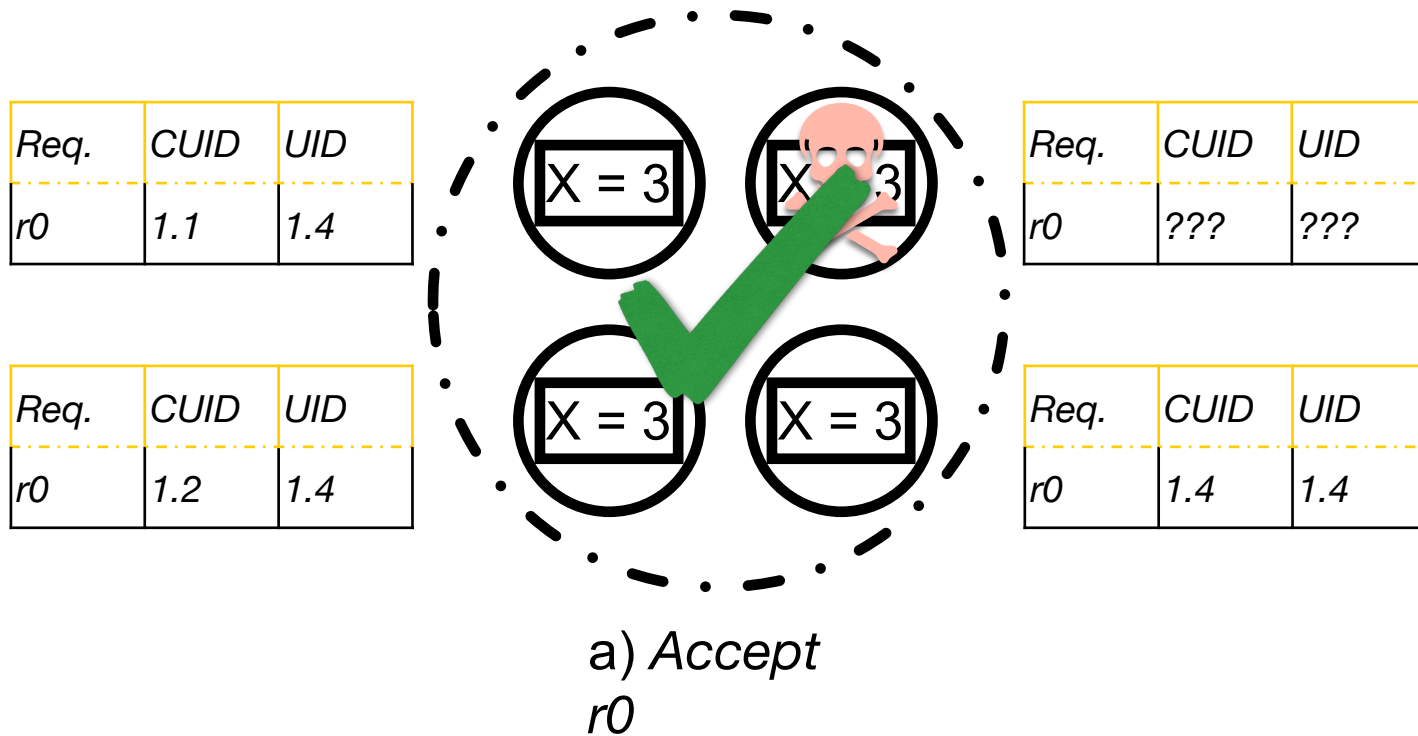 Req. CUID UID
r0 1.1 1.4
X = 3
X 3
Req. CUID UID
r0 ??? ???
Req. CUID UID
r0 1.2 1.4
X = 3
X = 3
Req. CUID UID
r0 1.4 1.4
a) Accept
r0